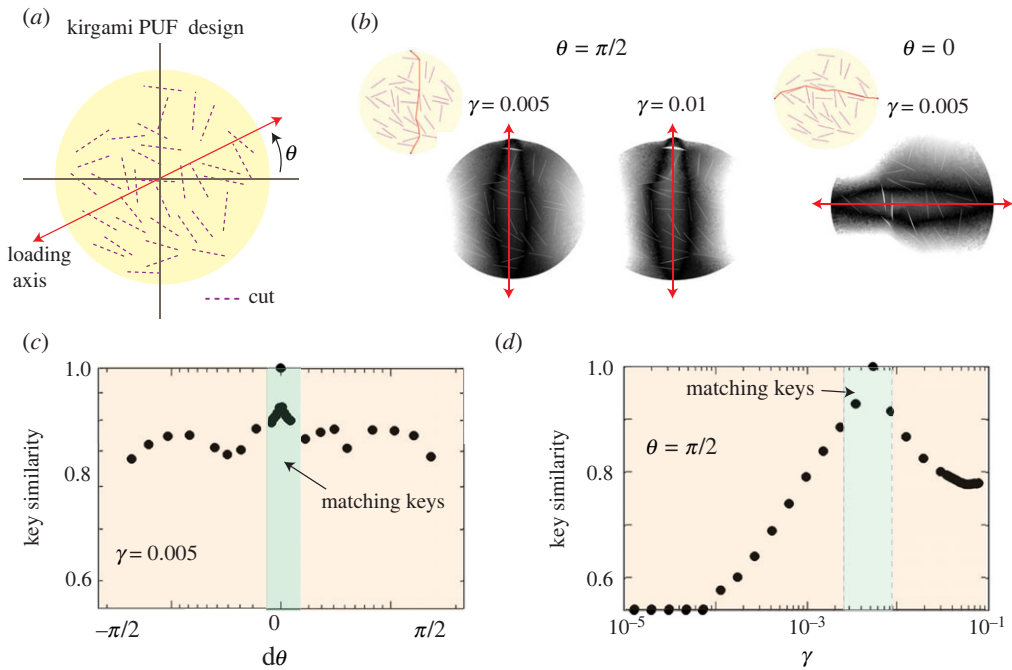 (a)
kirgami PUF design
θ
loading
axis
cut
(b)
θ = π/2
θ = 0
γ = 0.005
γ = 0.01
γ = 0.005
(c)
1.0
0.8
0.6
key similarity
matching keys
γ = 0.005
−π/2
0
π/2
dθ
(d)
1.0
0.8
0.6
key similarity
matching keys
θ = π/2
10⁻⁵
10⁻³
10⁻¹
γ